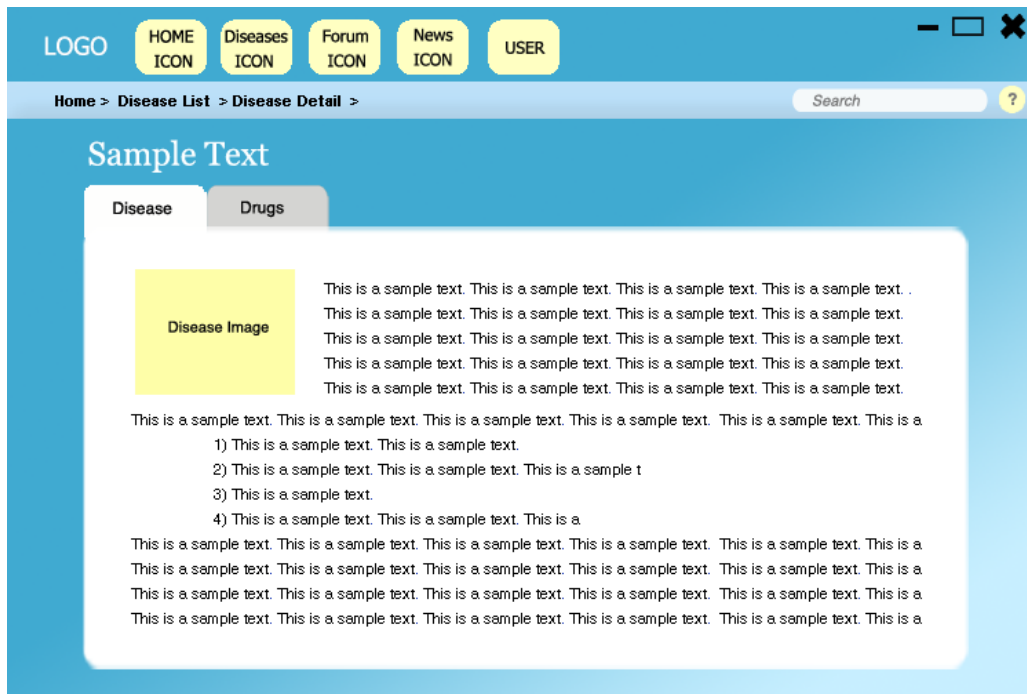 LOGO
HOME ICON
Diseases ICON
Forum ICON
News ICON
USER
Home > Disease List > Disease Detail >
Search
?
Sample Text
Disease
Drugs
Disease Image
This is a sample text. This is a sample text. This is a sample text. This is a sample text. .
This is a sample text. This is a sample text. This is a sample text. This is a sample text.
This is a sample text. This is a sample text. This is a sample text. This is a sample text.
This is a sample text. This is a sample text. This is a sample text. This is a sample text.
This is a sample text. This is a sample text. This is a sample text. This is a sample text.
This is a sample text. This is a sample text. This is a sample text. This is a sample text. This is a sample text. This is a
1) This is a sample text. This is a sample text.
2) This is a sample text. This is a sample text. This is a sample t
3) This is a sample text.
4) This is a sample text. This is a sample text. This is a
This is a sample text. This is a sample text. This is a sample text. This is a sample text. This is a sample text. This is a
This is a sample text. This is a sample text. This is a sample text. This is a sample text. This is a sample text. This is a
This is a sample text. This is a sample text. This is a sample text. This is a sample text. This is a sample text. This is a
This is a sample text. This is a sample text. This is a sample text. This is a sample text. This is a sample text. This is a